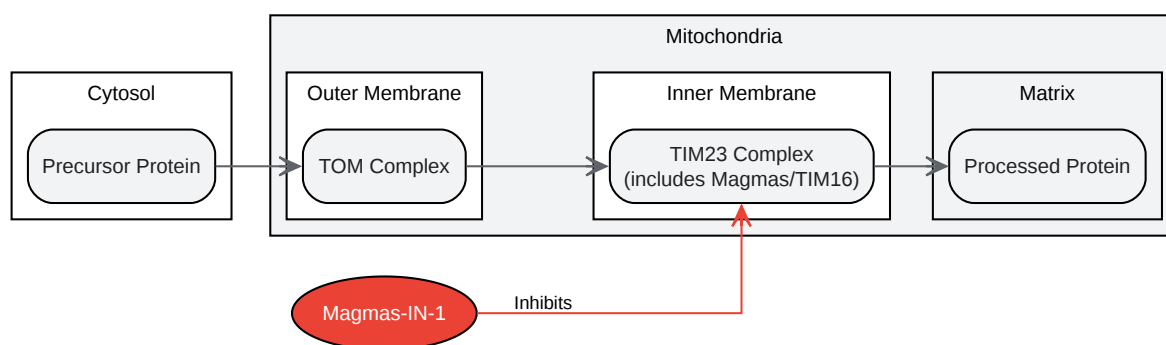 Mitochondria
Cytosol
Outer Membrane
Inner Membrane
Matrix
Precursor Protein
TOM Complex
TIM23 Complex
(includes Magmas/TIM16)
Processed Protein
Magmas-IN-1
Inhibits